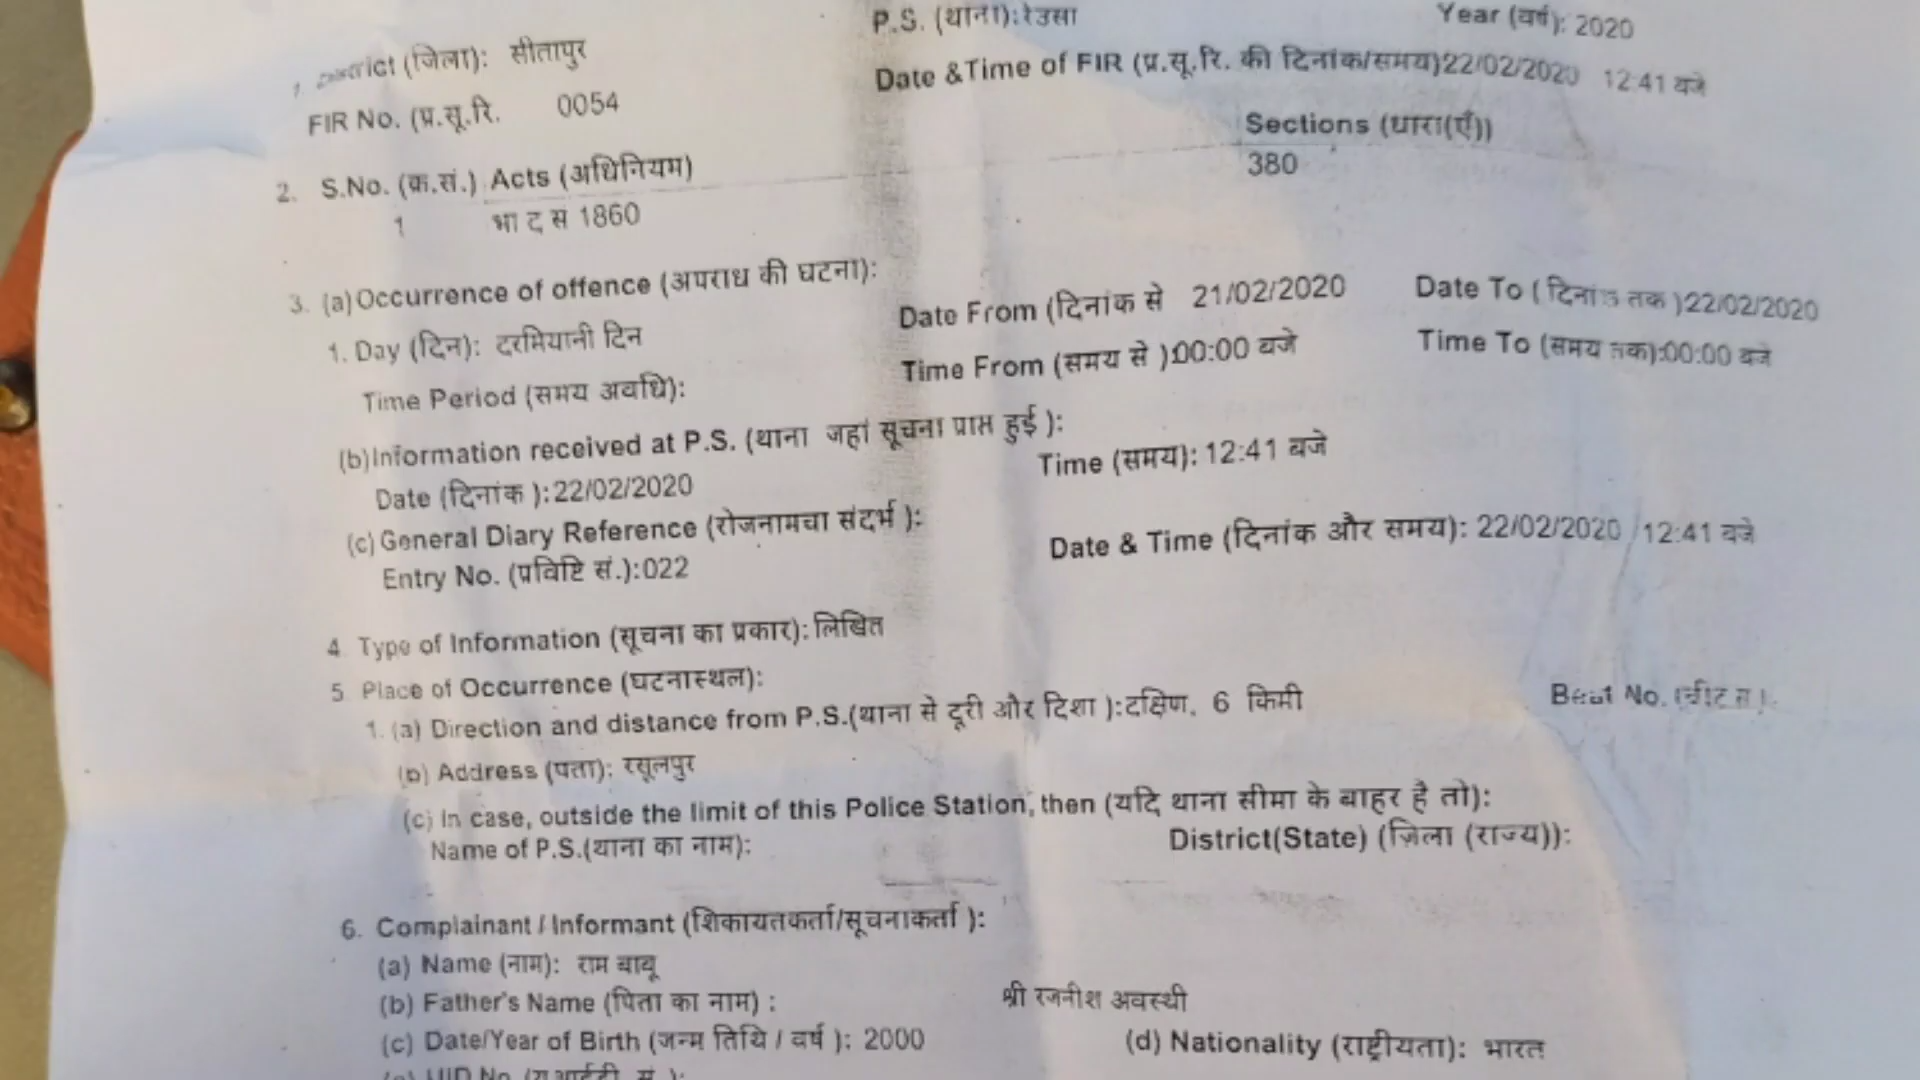 P.S. (थाना):रेउसा Year (वर्ष): 2020
1. District (जिला): सीतापुर
Date &Time of FIR (प्र.सू.रि. की दिनांक/समय)22/02/2020 12:41 बजे
FIR No. (प्र.सू.रि. 0054
Sections (धारा(एँ))
2. S.No. (क्र.सं.) Acts (अधिनियम)
380
1 भा द स 1860
3. (a)Occurrence of offence (अपराध की घटना):
1. Day (दिन): दरमियानी दिन Date From (दिनांक से 21/02/2020 Date To ( दिनांक तक )22/02/2020
Time Period (समय अवधि): Time From (समय से ):00:00 बजे Time To (समय तक):00:00 बजे
(b)Information received at P.S. (थाना जहां सूचना प्राप्त हुई ):
Date (दिनांक ):22/02/2020 Time (समय): 12:41 बजे
(c) General Diary Reference (रोजनामचा संदर्भ ):
Entry No. (प्रविष्टि सं.):022 Date & Time (दिनांक और समय): 22/02/2020 12:41 बजे
4 Type of Information (सूचना का प्रकार): लिखित
5 Place of Occurrence (घटनास्थल):
1. (a) Direction and distance from P.S.(थाना से दूरी और दिशा ):दक्षिण, 6 किमी Beat No. (बीट सं.):
(b) Address (पता): रसूलपुर
(c) In case, outside the limit of this Police Station, then (यदि थाना सीमा के बाहर है तो):
Name of P.S.(थाना का नाम): District(State) (ज़िला (राज्य)):
6. Complainant / Informant (शिकायतकर्ता/सूचनाकर्ता ):
(a) Name (नाम): राम बाबू
(b) Father's Name (पिता का नाम) : श्री रजनीश अवस्थी
(c) Date/Year of Birth (जन्म तिथि / वर्ष ): 2000 (d) Nationality (राष्ट्रीयता): भारत
(e) UID No. (यूआईडी सं. ):